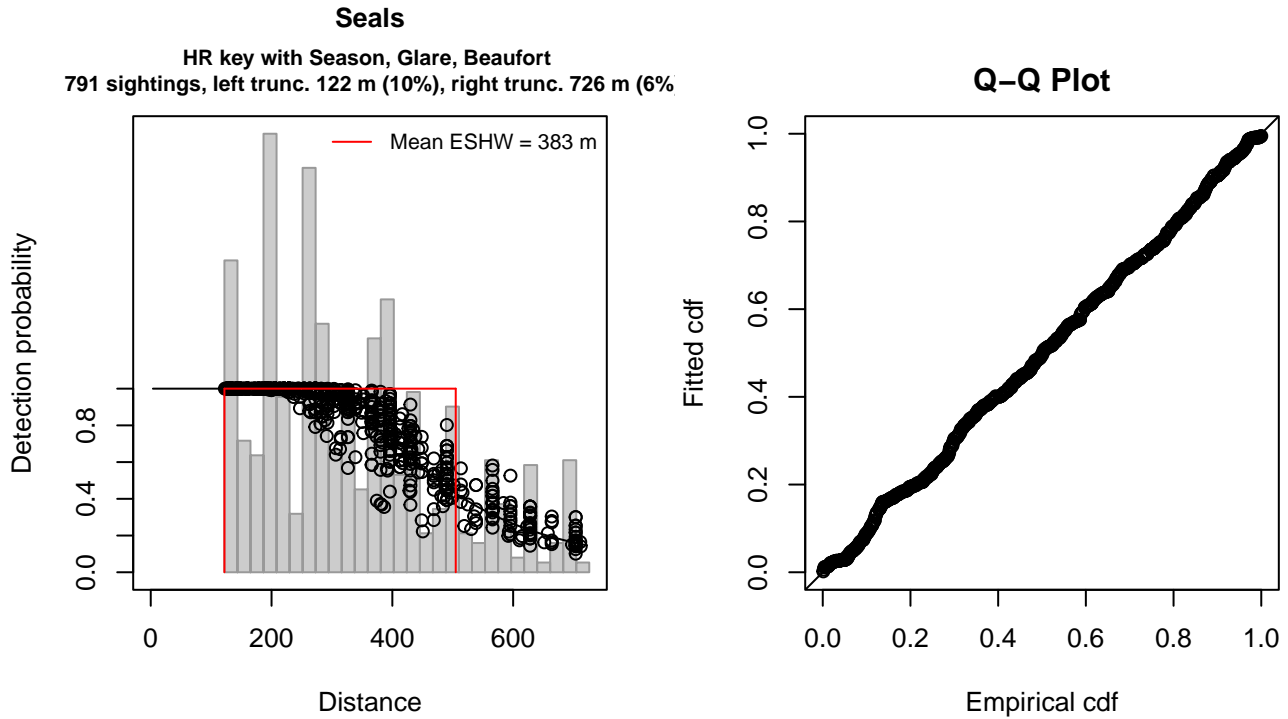 Seals
HR key with Season, Glare, Beaufort
791 sightings, left trunc. 122 m (10%), right trunc. 726 m (6%
Mean ESHW = 383 m
Detection probability
0.0
0.4
0.8
0
200
400
600
Distance
Q−Q Plot
Fitted cdf
0.0
0.2
0.4
0.6
0.8
1.0
0.0
0.2
0.4
0.6
0.8
1.0
Empirical cdf